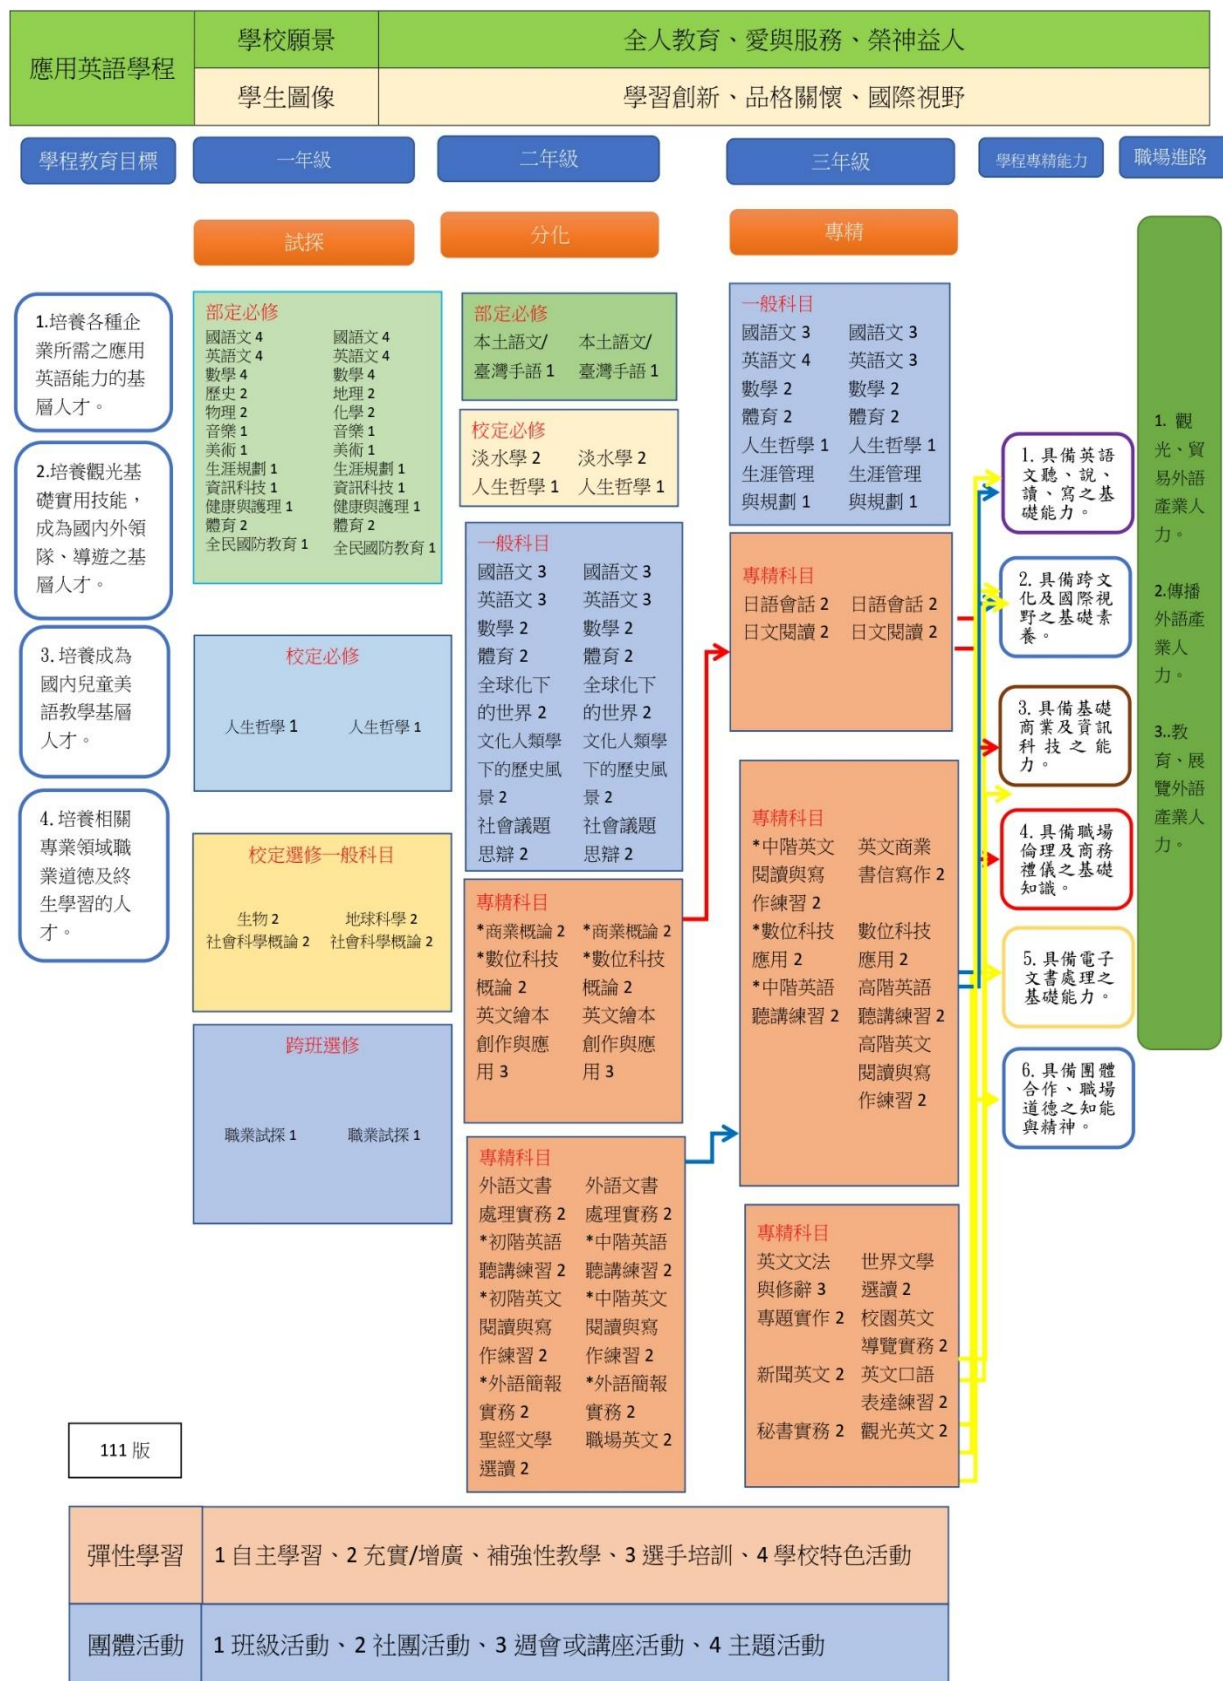 應用英語學程
學校願景
全人教育、愛與服務、榮神益人
學生圖像
學習創新、品格關懷、國際視野
學程教育目標
一年級
二年級
三年級
學程專精能力
職場進路
試探
分化
專精
1.培養各種企
業所需之應用
英語能力的基
層人才。
2.培養觀光基
礎實用技能，
成為國內外領
隊、導遊之基
層人才。
3.培養成為
國內兒童美
語教學基層
人才。
4.培養相關
專業領域職
業道德及終
生學習的人
才。
部定必修
國語文 4 國語文 4
英語文 4 英語文 4
數學 4 數學 4
歷史 2 地理 2
物理 2 化學 2
音樂 1 音樂 1
美術 1 美術 1
生涯規劃 1 生涯規劃 1
資訊科技 1 資訊科技 1
健康與護理 1 健康與護理 1
體育 2 體育 2
全民國防教育 1 全民國防教育 1
校定必修
人生哲學 1 人生哲學 1
校定選修一般科目
生物 2 地球科學 2
社會科學概論 2 社會科學概論 2
跨班選修
職業試探 1 職業試探 1
部定必修
本土語文/ 本土語文/
臺灣手語 1 臺灣手語 1
校定必修
淡水學 2 淡水學 2
人生哲學 1 人生哲學 1
一般科目
國語文 3 國語文 3
英語文 3 英語文 3
數學 2 數學 2
體育 2 體育 2
全球化下 全球化下
的世界 2 的世界 2
文化人類學 文化人類學
下的歷史風 下的歷史風
景 2 景 2
社會議題 社會議題
思辯 2 思辯 2
專精科目
*商業概論 2 *商業概論 2
*數位科技 *數位科技
概論 2 概論 2
英文繪本 英文繪本
創作與應 創作與應
用 3 用 3
專精科目
外語文書 外語文書
處理實務 2 處理實務 2
*初階英語 *中階英語
聽講練習 2 聽講練習 2
*初階英文 *中階英文
閱讀與寫 閱讀與寫
作練習 2 作練習 2
*外語簡報 *外語簡報
實務 2 實務 2
聖經文學 職場英文 2
選讀 2
一般科目
國語文 3 國語文 3
英語文 4 英語文 3
數學 2 數學 2
體育 2 體育 2
人生哲學 1 人生哲學 1
生涯管理 生涯管理
與規劃 1 與規劃 1
專精科目
日語會話 2 日語會話 2
日文閱讀 2 日文閱讀 2
專精科目
*中階英文 英文商業
閱讀與寫 書信寫作 2
作練習 2
*數位科技 數位科技
應用 2 應用 2
*中階英語 高階英語
聽講練習 2 聽講練習 2
高階英文
閱讀與寫
作練習 2
專精科目
英文文法 世界文學
與修辭 3 選讀 2
專題實作 2 校園英文
導覽實務 2
新聞英文 2 英文口語
表達練習 2
秘書實務 2 觀光英文 2
1.具備英語
文聽、說、
讀、寫之基
礎能力。
2.具備跨文
化及國際視
野之基礎素
養。
3.具備基礎
商業及資訊
科技之能
力。
4.具備職場
倫理及商務
禮儀之基礎
知識。
5.具備電子
文書處理之
基礎能力。
6.具備團體
合作、職場
道德之知能
與精神。
1. 觀
光、貿
易外語
產業人
力。
2.傳播
外語產
業人
力。
3..教
育、展
覽外語
產業人
力。
111 版
彈性學習
1 自主學習、2 充實/增廣、補強性教學、3 選手培訓、4 學校特色活動
團體活動
1 班級活動、2 社團活動、3 週會或講座活動、4 主題活動